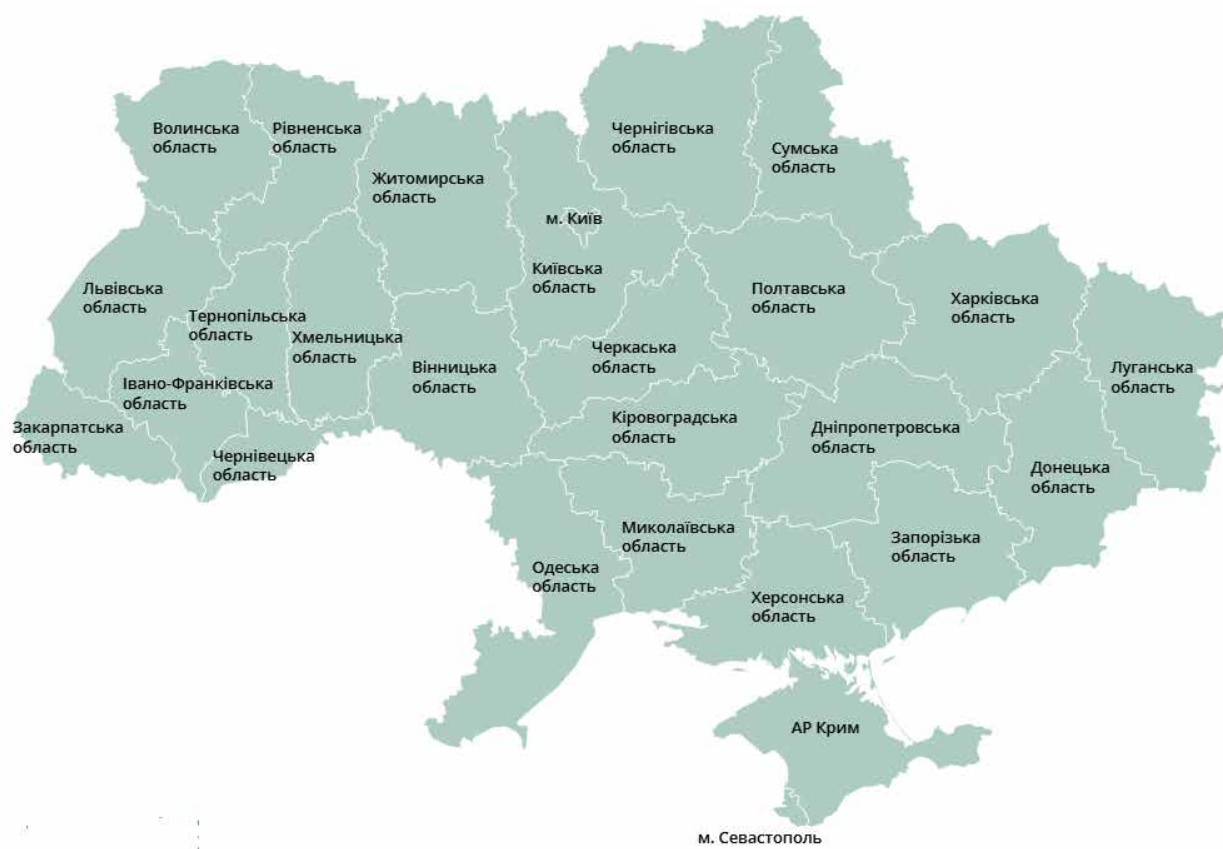 Волинська
область
Рівненська
область
Житомирська
область
Чернігівська
область
Сумська
область
м. Київ
Київська
область
Львівська
область
Тернопільська
область
Хмельницька
область
Вінницька
область
Черкаська
область
Полтавська
область
Харківська
область
Луганська
область
Івано-Франківська
область
Закарпатська
область
Чернівецька
область
Кіровоградська
область
Дніпропетровська
область
Донецька
область
Миколаївська
область
Запорізька
область
Одеська
область
Херсонська
область
АР Крим
м. Севастополь